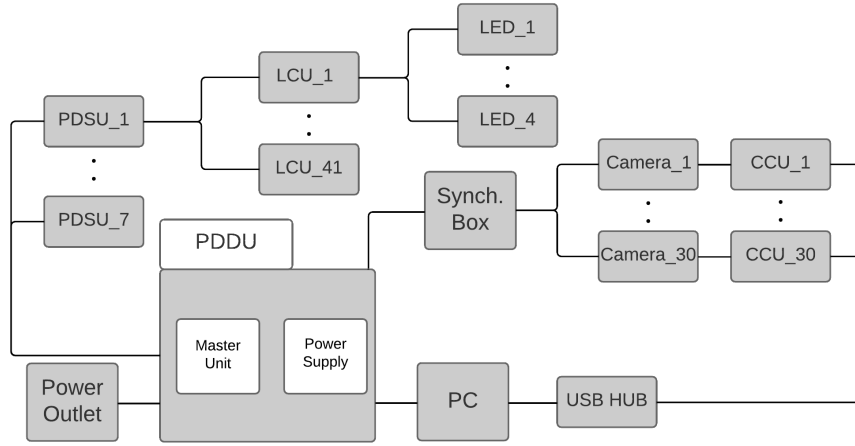 LED_1
LCU_1
LED_4
PDSU_1
LCU_41
Camera_1
CCU_1
Synch.
Box
PDSU_7
PDDU
Camera_30
CCU_30
Master
Unit
Power
Supply
Power
Outlet
PC
USB HUB